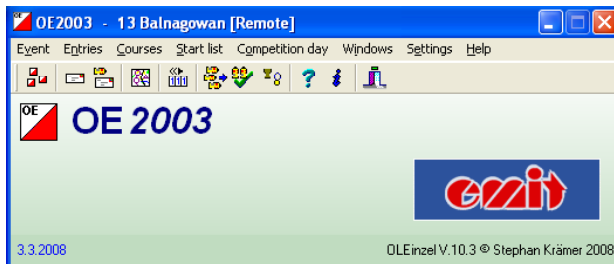 OE2003 - 13 Balnagowan [Remote]
Event Entries Courses Start list Competition day Windows Settings Help
OE
OE 2003
emit
3.3.2008 OLEinzel V.10.3 © Stephan Krämer 2008